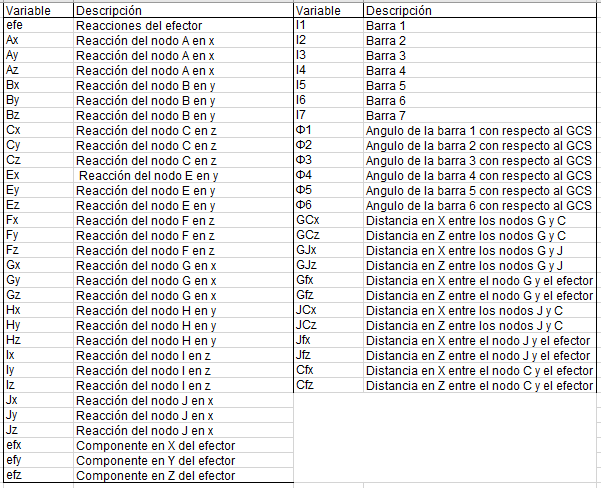 Variable Descripción Variable Descripción
efe Reacciones del efector l1 Barra 1
Ax Reacción del nodo A en x l2 Barra 2
Ay Reacción del nodo A en x l3 Barra 3
Az Reacción del nodo A en x l4 Barra 4
Bx Reacción del nodo B en y l5 Barra 5
By Reacción del nodo B en y l6 Barra 6
Bz Reacción del nodo B en y l7 Barra 7
Cx Reacción del nodo C en z Φ1 Angulo de la barra 1 con respecto al GCS
Cy Reacción del nodo C en z Φ2 Angulo de la barra 2 con respecto al GCS
Cz Reacción del nodo C en z Φ3 Angulo de la barra 3 con respecto al GCS
Ex Reacción del nodo E en y Φ4 Angulo de la barra 4 con respecto al GCS
Ey Reacción del nodo E en y Φ5 Angulo de la barra 5 con respecto al GCS
Ez Reacción del nodo E en y Φ6 Angulo de la barra 6 con respecto al GCS
Fx Reacción del nodo F en z GCx Distancia en X entre los nodos G y C
Fy Reacción del nodo F en z GCz Distancia en Z entre los nodos G y C
Fz Reacción del nodo F en z GJx Distancia en X entre los nodos G y J
Gx Reacción del nodo G en x GJz Distancia en Z entre los nodos G y J
Gy Reacción del nodo G en x Gfx Distancia en X entre el nodo G y el efector
Gz Reacción del nodo G en x Gfz Distancia en Z entre el nodo G y el efector
Hx Reacción del nodo H en y JCx Distancia en X entre los nodos J y C
Hy Reacción del nodo H en y JCz Distancia en Z entre los nodos J y C
Hz Reacción del nodo H en y Jfx Distancia en X entre el nodo J y el efector
Ix Reacción del nodo I en z Jfz Distancia en Z entre el nodo J y el efector
Iy Reacción del nodo I en z Cfx Distancia en X entre el nodo C y el efector
Iz Reacción del nodo I en z Cfz Distancia en Z entre el nodo C y el efector
Jx Reacción del nodo J en x
Jy Reacción del nodo J en x
Jz Reacción del nodo J en x
efx Componente en X del efector
efy Componente en Y del efector
efz Componente en Z del efector